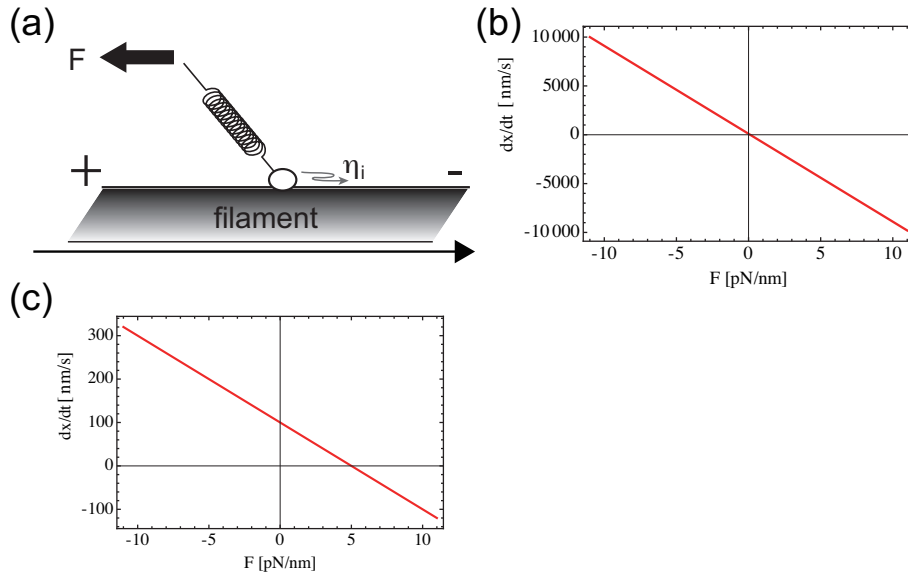 (a)
F
ηi
+
-
filament
(b)
10 000
5000
0
-5000
-10 000
dx/dt [ nm/s]
-10 -5 0 5 10
F [pN/nm]
(c)
300
200
100
0
-100
dx/dt [ nm/s]
-10 -5 0 5 10
F [pN/nm]